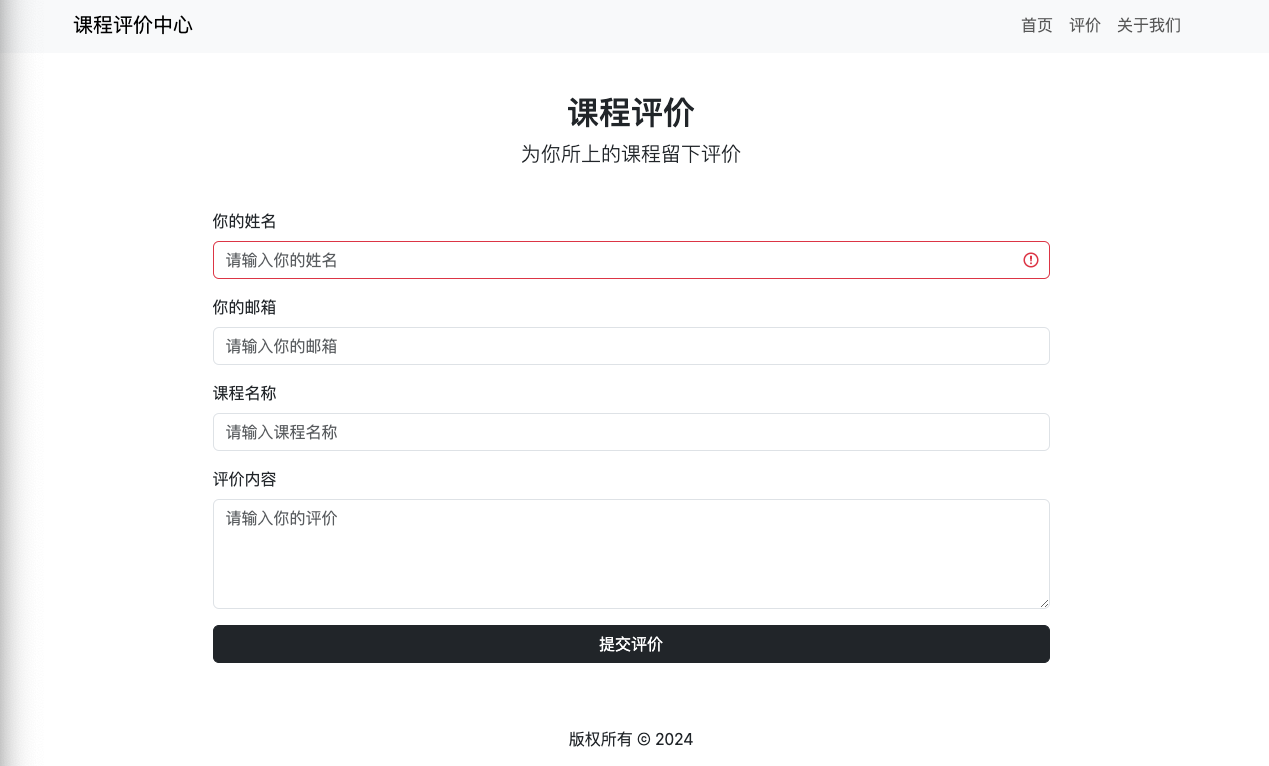 课程评价中心
首页 评价 关于我们
课程评价
为你所上的课程留下评价
你的姓名
请输入你的姓名
你的邮箱
请输入你的邮箱
课程名称
请输入课程名称
评价内容
请输入你的评价
提交评价
版权所有 © 2024